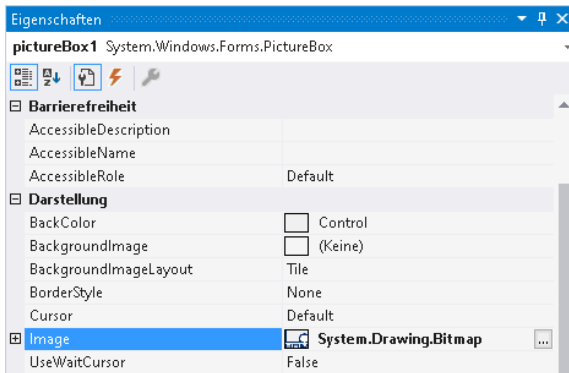 Eigenschaften
pictureBox1 System.Windows.Forms.PictureBox
Barrierefreiheit
AccessibleDescription
AccessibleName
AccessibleRole Default
Darstellung
BackColor Control
BackgroundImage (Keine)
BackgroundImageLayout Tile
BorderStyle None
Cursor Default
Image System.Drawing.Bitmap ...
UseWaitCursor False